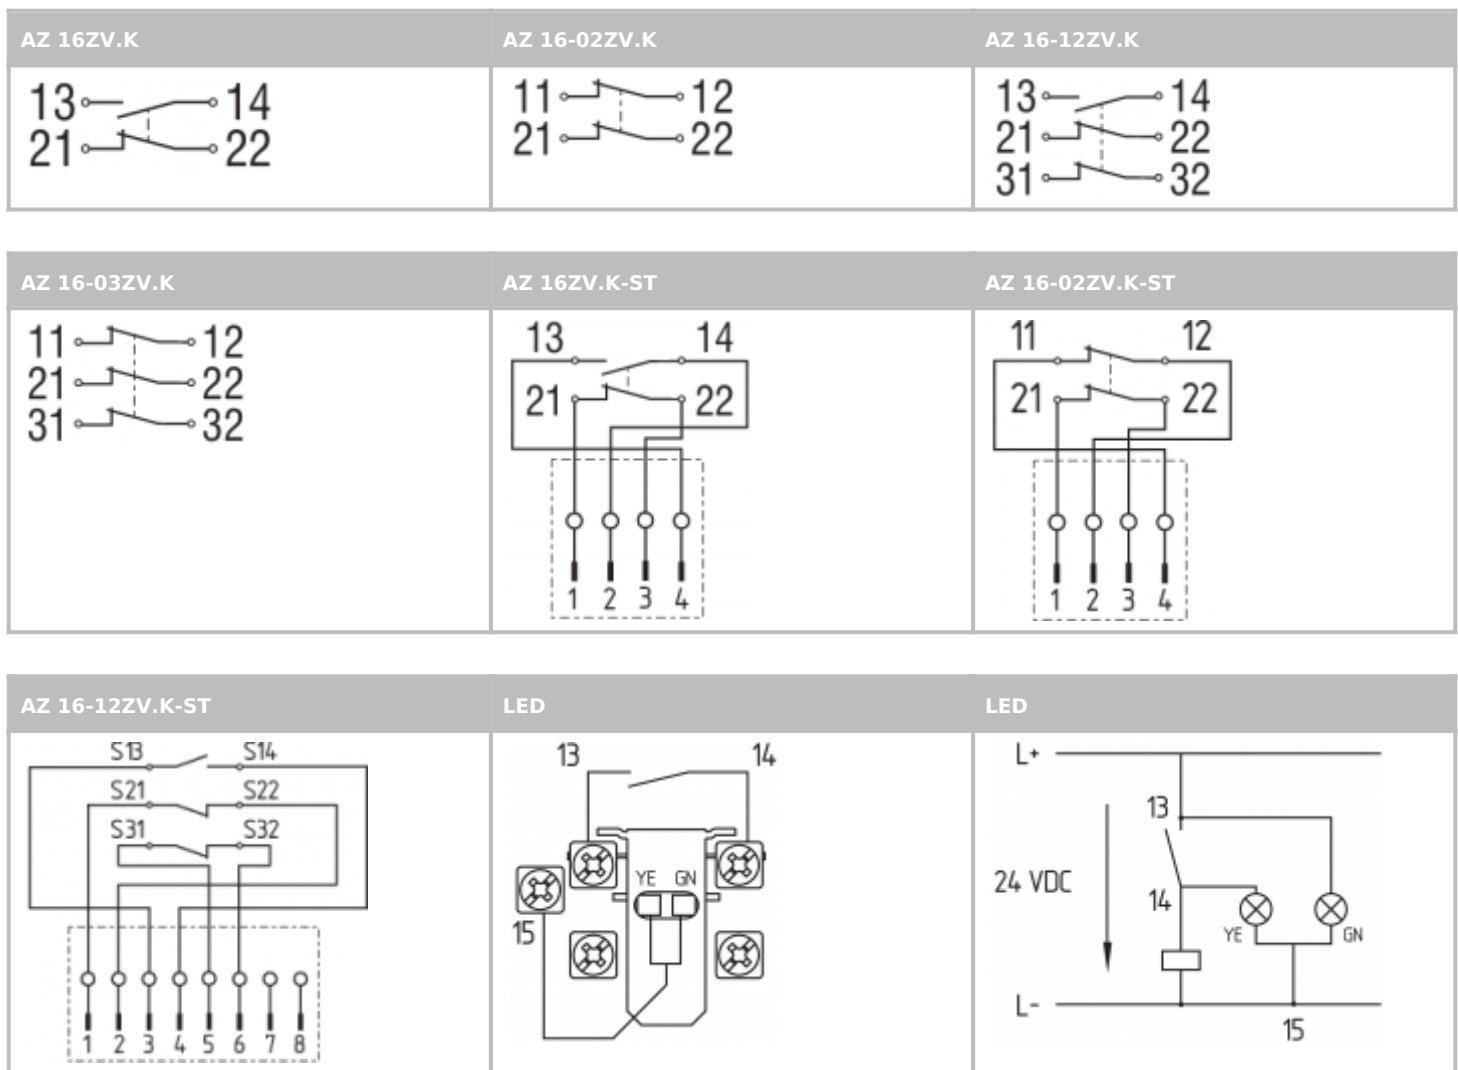 AZ 16ZV.K
AZ 16-02ZV.K
AZ 16-12ZV.K
13 14
21 22
11 12
21 22
13 14
21 22
31 32
AZ 16-03ZV.K
AZ 16ZV.K-ST
AZ 16-02ZV.K-ST
11 12
21 22
31 32
13 14
21 22
1 2 3 4
11 12
21 22
1 2 3 4
AZ 16-12ZV.K-ST
LED
LED
S13 S14
S21 S22
S31 S32
1 2 3 4 5 6 7 8
13 14
YE GN
15
L+
13
24 VDC
14
YE GN
L-
15